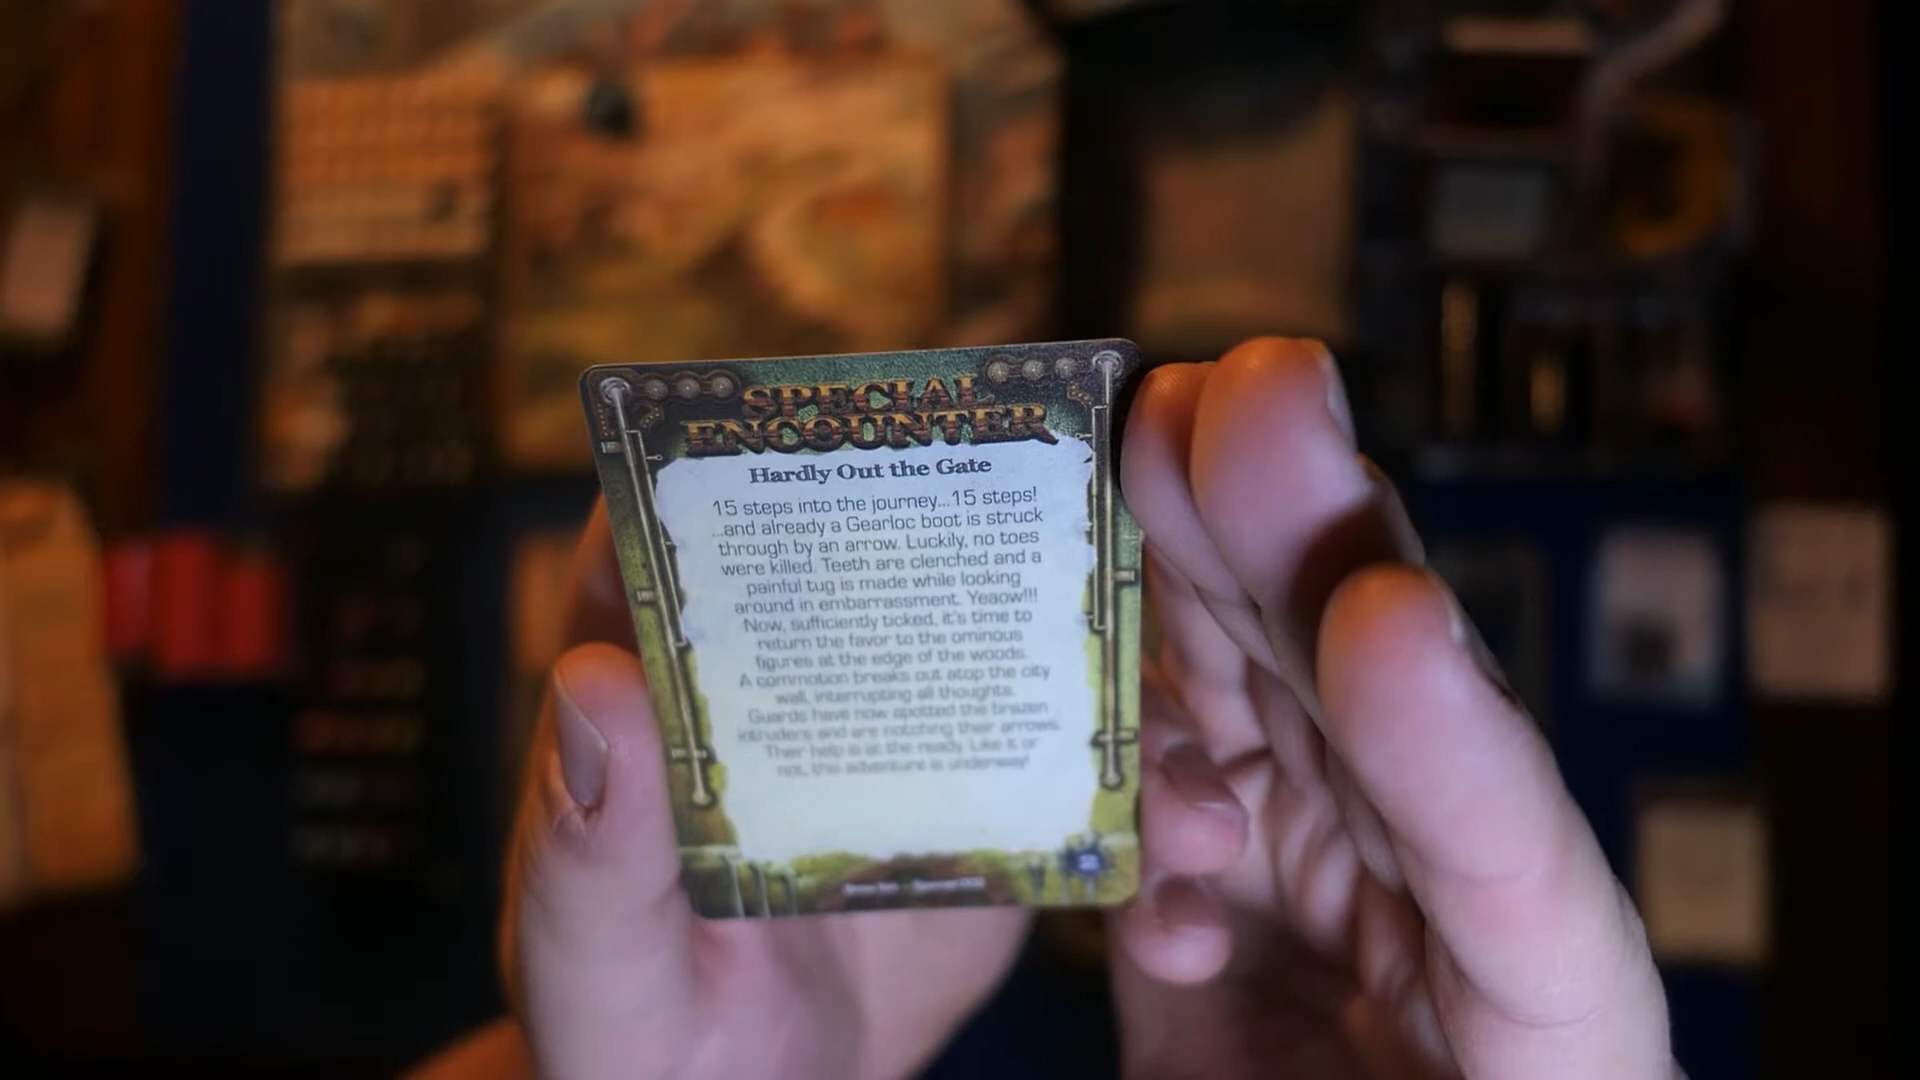 SPECIAL
ENCOUNTER
Hardly Out the Gate
15 steps into the journey...15 steps!
...and already a Gearloc boot is struck
through by an arrow. Luckily, no toes
were killed. Teeth are clenched and a
painful tug is made while looking
around in embarrassment. Yeaow!!!
Now, sufficiently ticked, it's time to
return the favor to the ominous
figures at the edge of the woods.
A commotion breaks out atop the city
wall, interrupting all thoughts.
Guards have now spotted the brazen
intruders and are notching their arrows.
Their help is at the ready. Like it or
not, this adventure is underway!